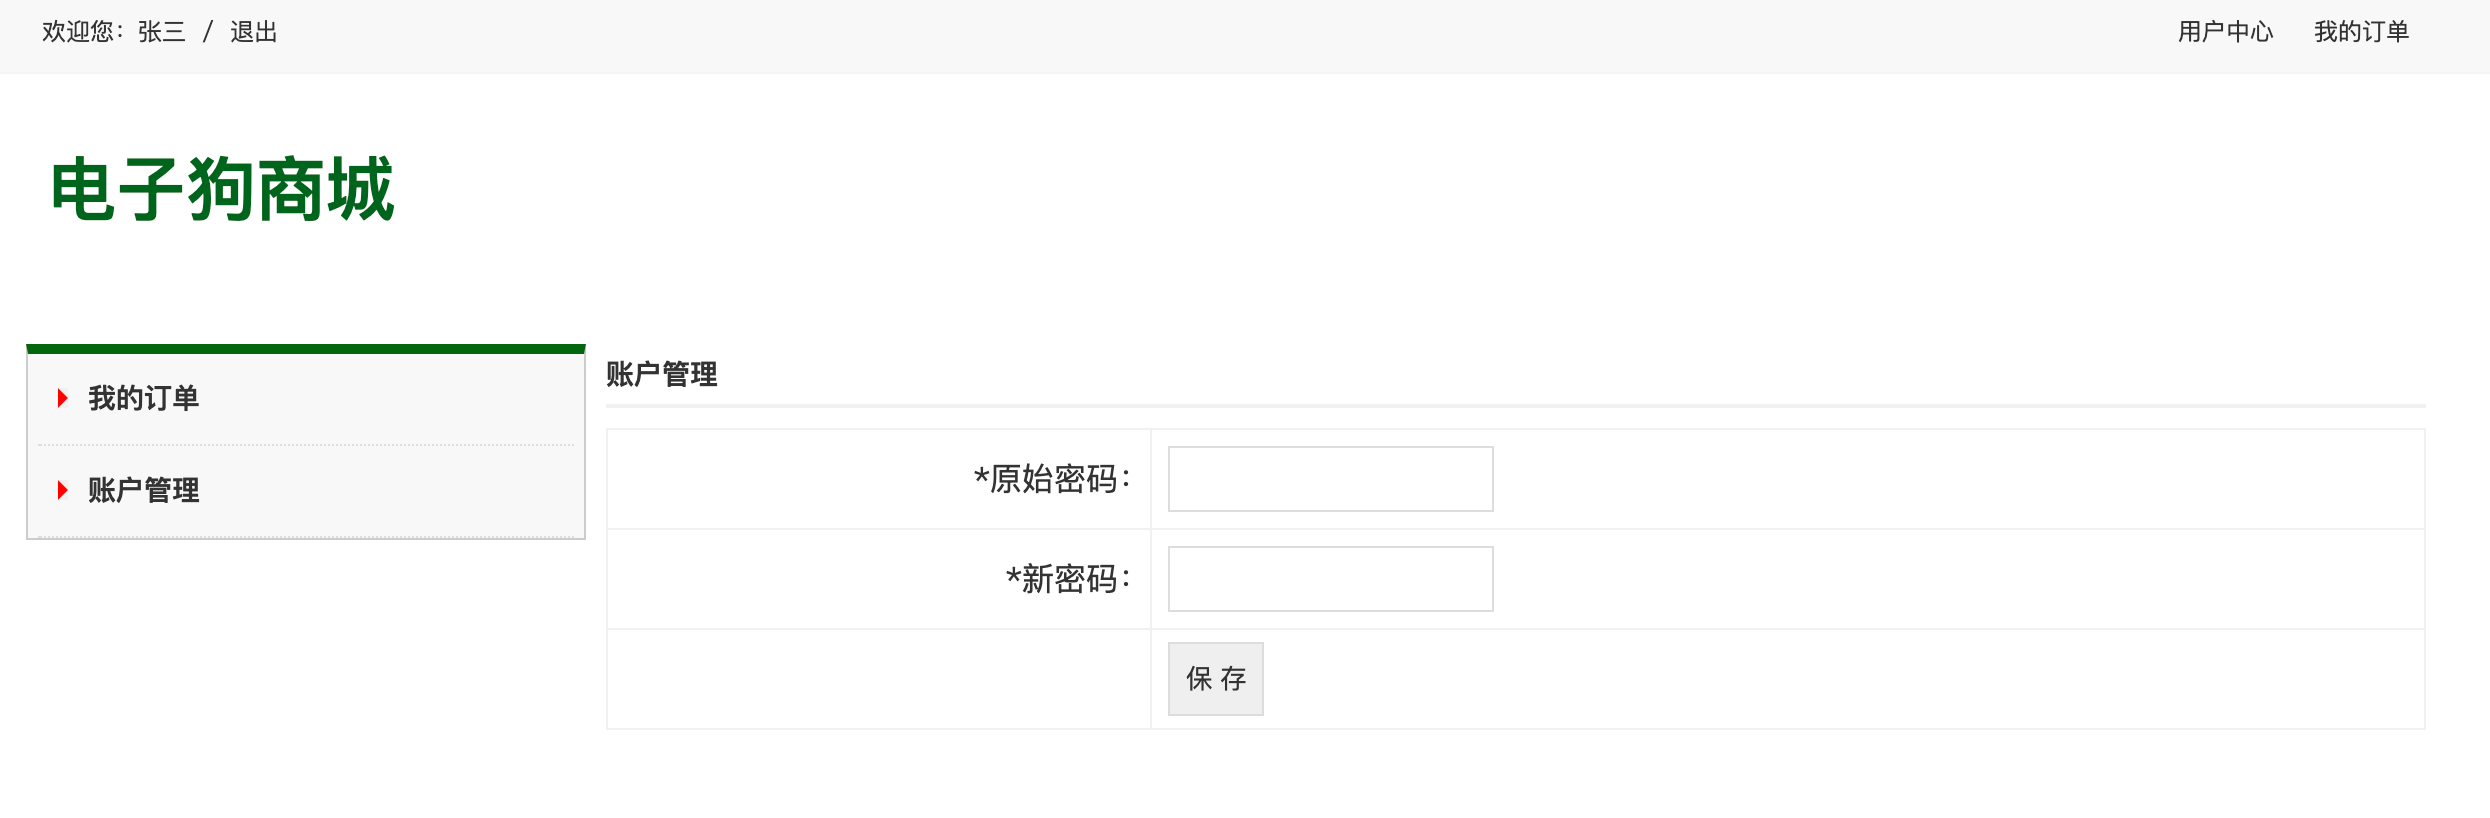 欢迎您：张三 / 退出
用户中心 我的订单
电子狗商城
我的订单
账户管理
账户管理
*原始密码：
*新密码：
保 存